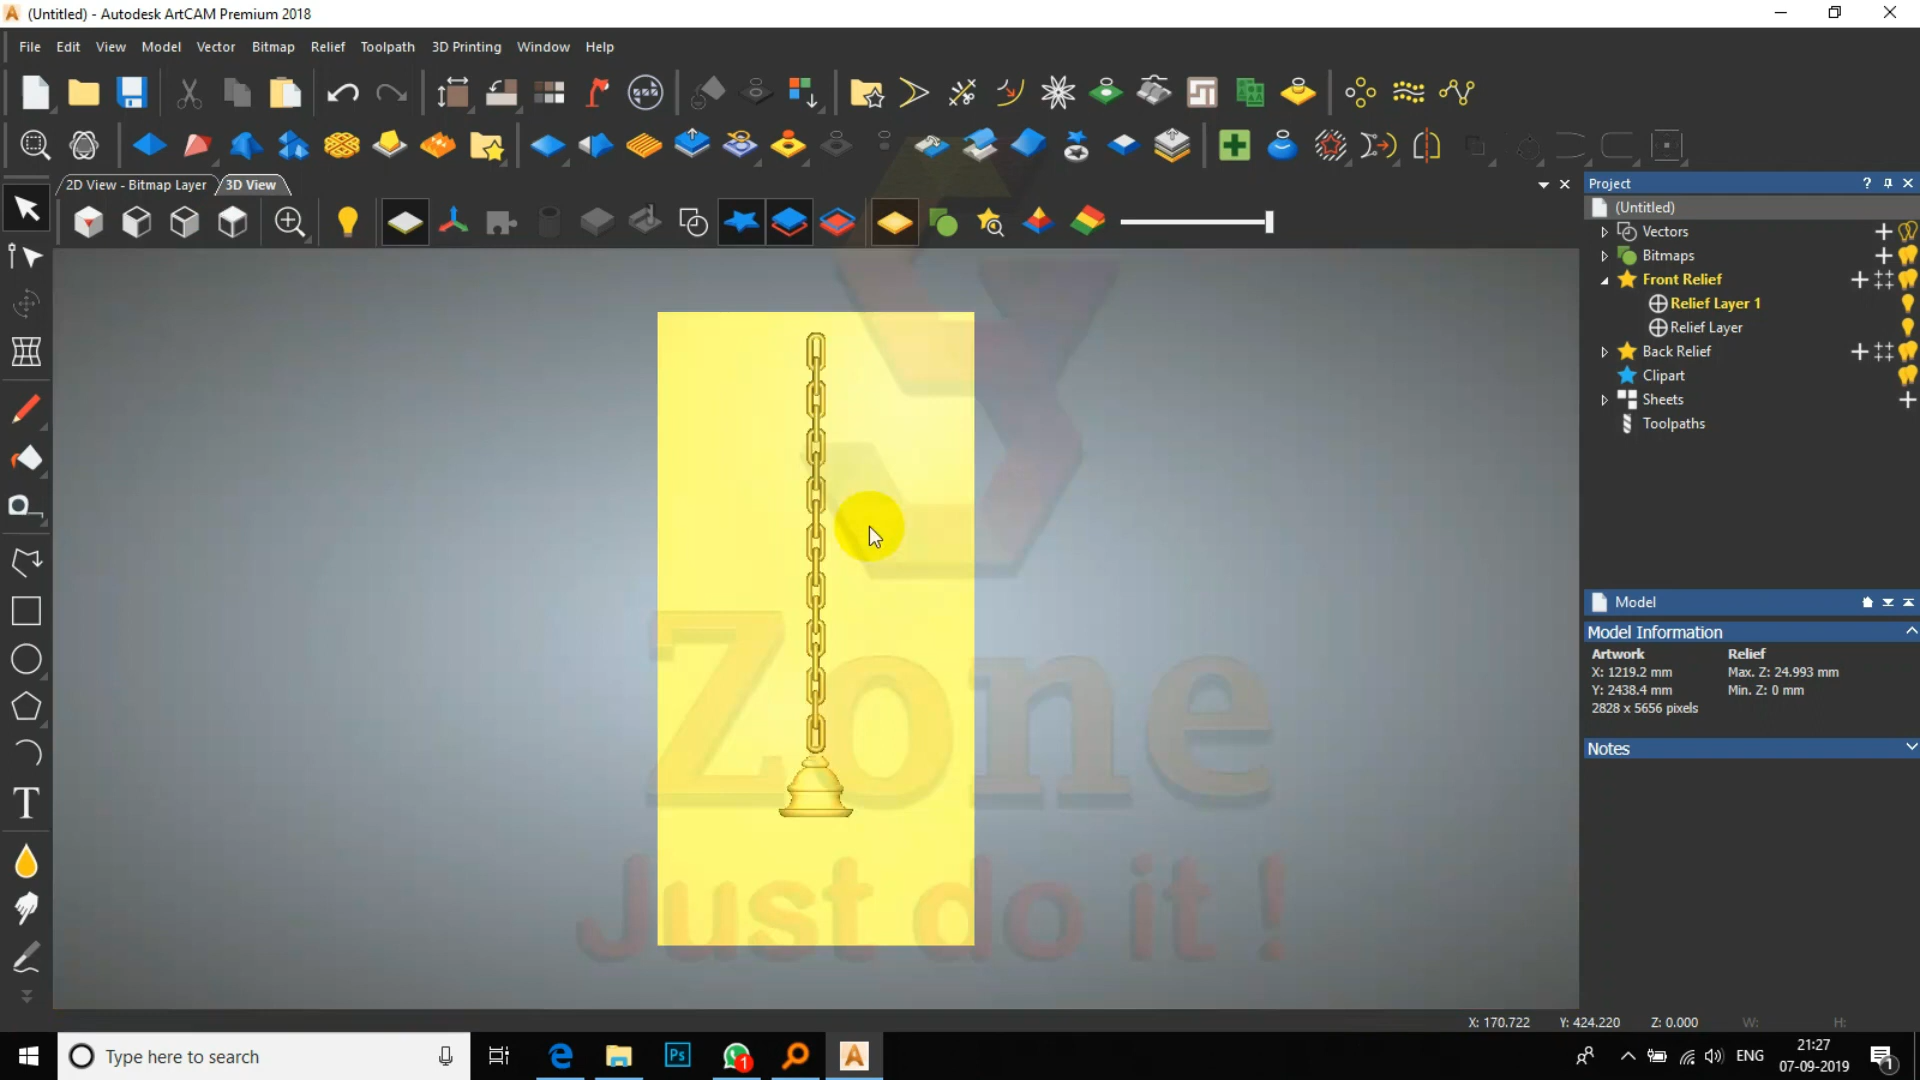 (Untitled) - Autodesk ArtCAM Premium 2018
File Edit View Model Vector Bitmap Relief Toolpath 3D Printing Window Help
2D View - Bitmap Layer 3D View
Project ?
(Untitled)
Vectors
Bitmaps
Front Relief
Relief Layer 1
Relief Layer
Back Relief
Clipart
Sheets
Toolpaths
Zone
Just do it !
Model
Model Information
Artwork Relief
X: 1219.2 mm Max. Z: 24.993 mm
Y: 2438.4 mm Min. Z: 0 mm
2828 x 5656 pixels
Notes
T
X: 170.722 Y: 424.220 Z: 0.000 W: H:
Type here to search
Ps
1
A
ENG
21:27
07-09-2019
1